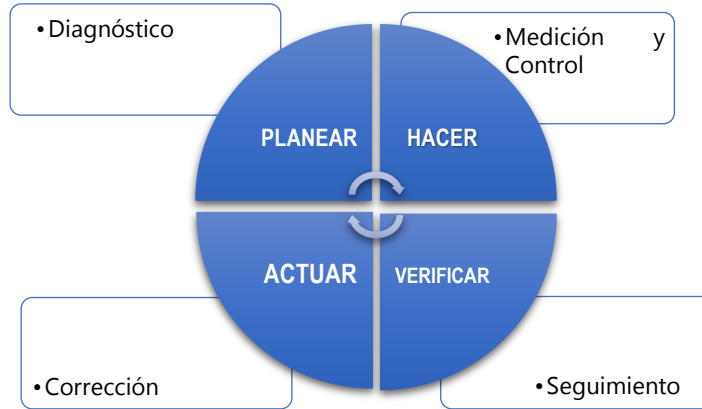 •Diagnóstico
•Medición y
Control
PLANEAR
HACER
ACTUAR
VERIFICAR
•Corrección
•Seguimiento